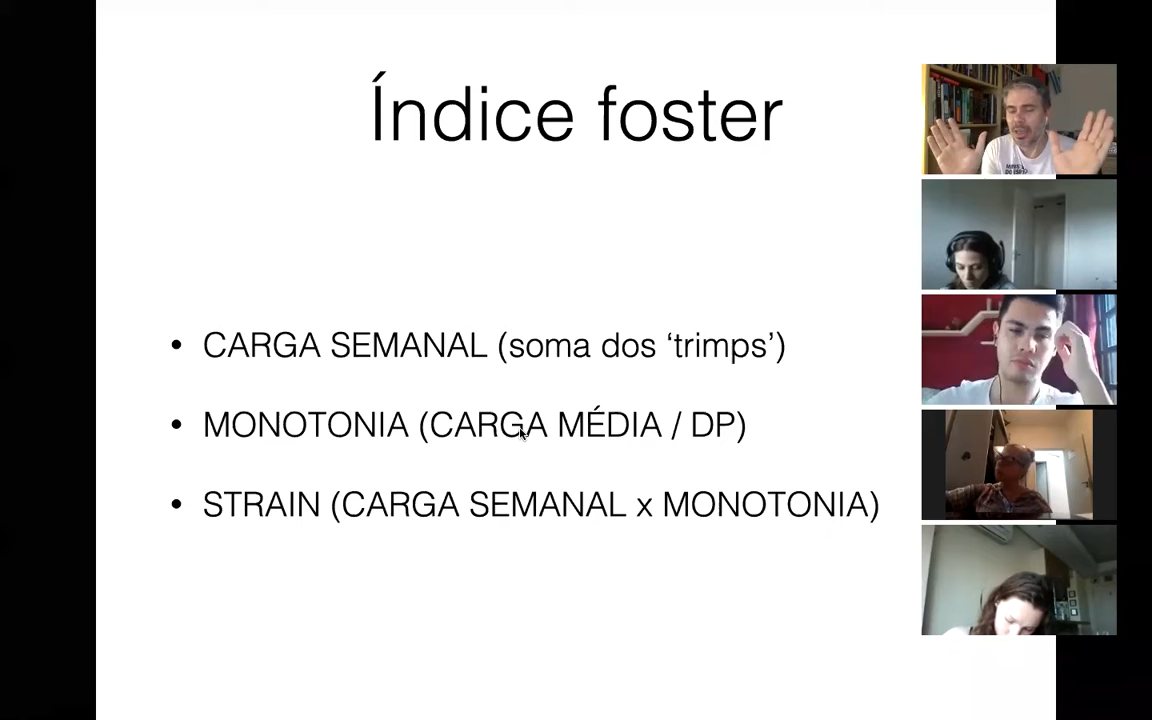 Índice foster
• CARGA SEMANAL (soma dos ‘trimps’)
• MONOTONIA (CARGA MÉDIA / DP)
• STRAIN (CARGA SEMANAL x MONOTONIA)